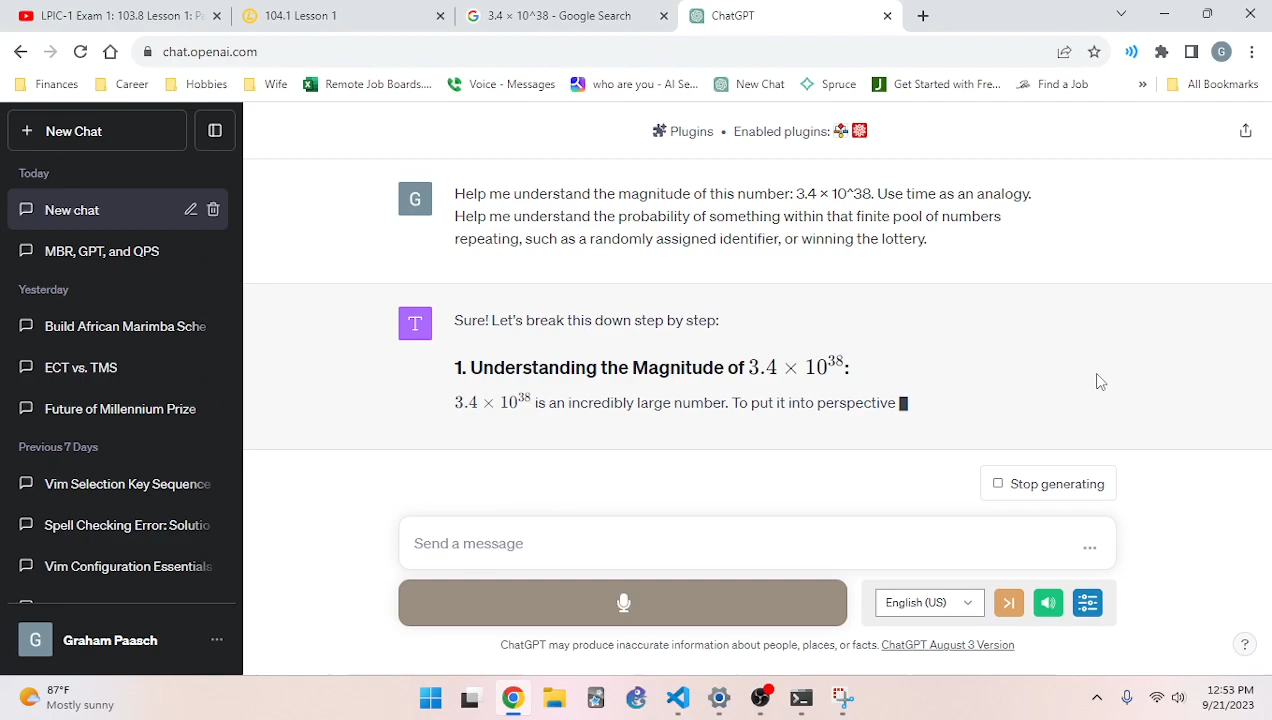 LPIC-1 Exam 1: 103.8 Lesson 1: Pa
104.1 Lesson 1
3.4 × 10^38 - Google Search
ChatGPT
chat.openai.com
G
Finances
Career
Hobbies
Wife
Remote Job Boards....
Voice - Messages
who are you - AI Se...
New Chat
Spruce
Get Started with Fre...
Find a Job
»
All Bookmarks
+ New Chat
Plugins • Enabled plugins:
Today
New chat
MBR, GPT, and QPS
Yesterday
Build African Marimba Sche
ECT vs. TMS
Future of Millennium Prize
Previous 7 Days
Vim Selection Key Sequence
Spell Checking Error: Solutio
Vim Configuration Essentials
G
Graham Paasch
...
G
Help me understand the magnitude of this number: 3.4 × 10^38. Use time as an analogy.
Help me understand the probability of something within that finite pool of numbers
repeating, such as a randomly assigned identifier, or winning the lottery.
T
Sure! Let's break this down step by step:
1. Understanding the Magnitude of 3.4 × 10³⁸:
3.4 × 10³⁸ is an incredibly large number. To put it into perspective
Stop generating
Send a message
...
English (US)
ChatGPT may produce inaccurate information about people, places, or facts. ChatGPT August 3 Version
?
87°F
Mostly sunny
12:53 PM
9/21/2023